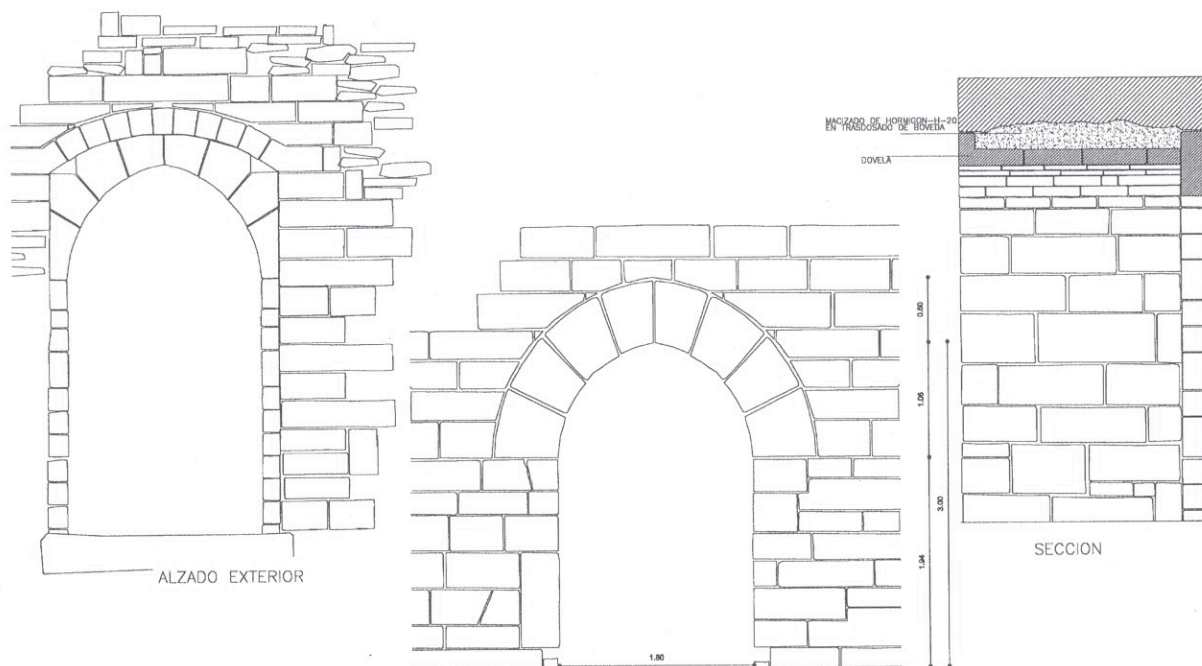 MACIZADO DE HORMIGON-H-20
EN TRASDOSADO DE BOVEDA
DOVELA
0.60
1.06
3.00
1.94
1.80
ALZADO EXTERIOR
SECCION